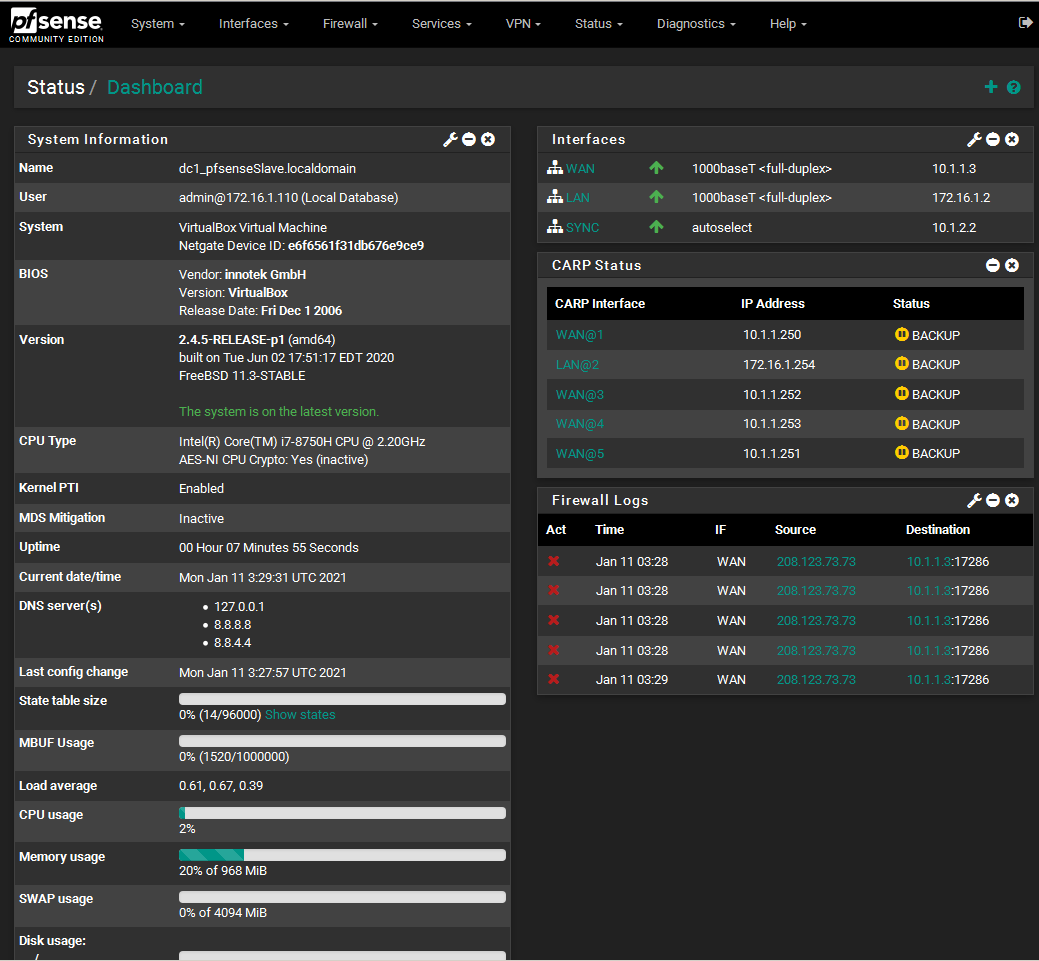 pfsense
COMMUNITY EDITION
System Interfaces Firewall Services VPN Status Diagnostics Help
Status / Dashboard
System Information
Name dc1_pfsenseSlave.localdomain
User admin@172.16.1.110 (Local Database)
System VirtualBox Virtual Machine
Netgate Device ID: e6f6561f31db676e9ce9
BIOS Vendor: innotek GmbH
Version: VirtualBox
Release Date: Fri Dec 1 2006
Version 2.4.5-RELEASE-p1 (amd64)
built on Tue Jun 02 17:51:17 EDT 2020
FreeBSD 11.3-STABLE
The system is on the latest version.
CPU Type Intel(R) Core(TM) i7-8750H CPU @ 2.20GHz
AES-NI CPU Crypto: Yes (inactive)
Kernel PTI Enabled
MDS Mitigation Inactive
Uptime 00 Hour 07 Minutes 55 Seconds
Current date/time Mon Jan 11 3:29:31 UTC 2021
DNS server(s) • 127.0.0.1
• 8.8.8.8
• 8.8.4.4
Last config change Mon Jan 11 3:27:57 UTC 2021
State table size
0% (14/96000) Show states
MBUF Usage
0% (1520/1000000)
Load average 0.61, 0.67, 0.39
CPU usage
2%
Memory usage
20% of 968 MiB
SWAP usage
0% of 4094 MiB
Disk usage:
/
Interfaces
WAN 1000baseT <full-duplex> 10.1.1.3
LAN 1000baseT <full-duplex> 172.16.1.2
SYNC autoselect 10.1.2.2
CARP Status
CARP Interface IP Address Status
WAN@1 10.1.1.250 BACKUP
LAN@2 172.16.1.254 BACKUP
WAN@3 10.1.1.252 BACKUP
WAN@4 10.1.1.253 BACKUP
WAN@5 10.1.1.251 BACKUP
Firewall Logs
Act Time IF Source Destination
Jan 11 03:28 WAN 208.123.73.73 10.1.1.3:17286
Jan 11 03:28 WAN 208.123.73.73 10.1.1.3:17286
Jan 11 03:28 WAN 208.123.73.73 10.1.1.3:17286
Jan 11 03:28 WAN 208.123.73.73 10.1.1.3:17286
Jan 11 03:29 WAN 208.123.73.73 10.1.1.3:17286